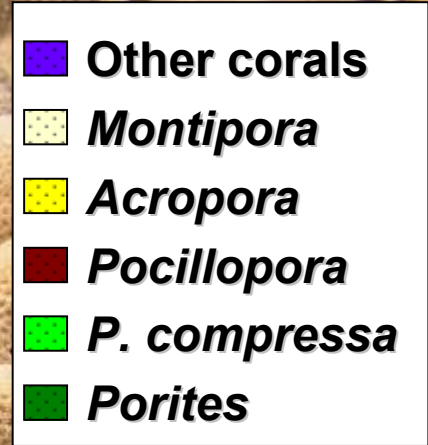 Other corals
Montipora
Acropora
Pocillopora
P. compressa
Porites